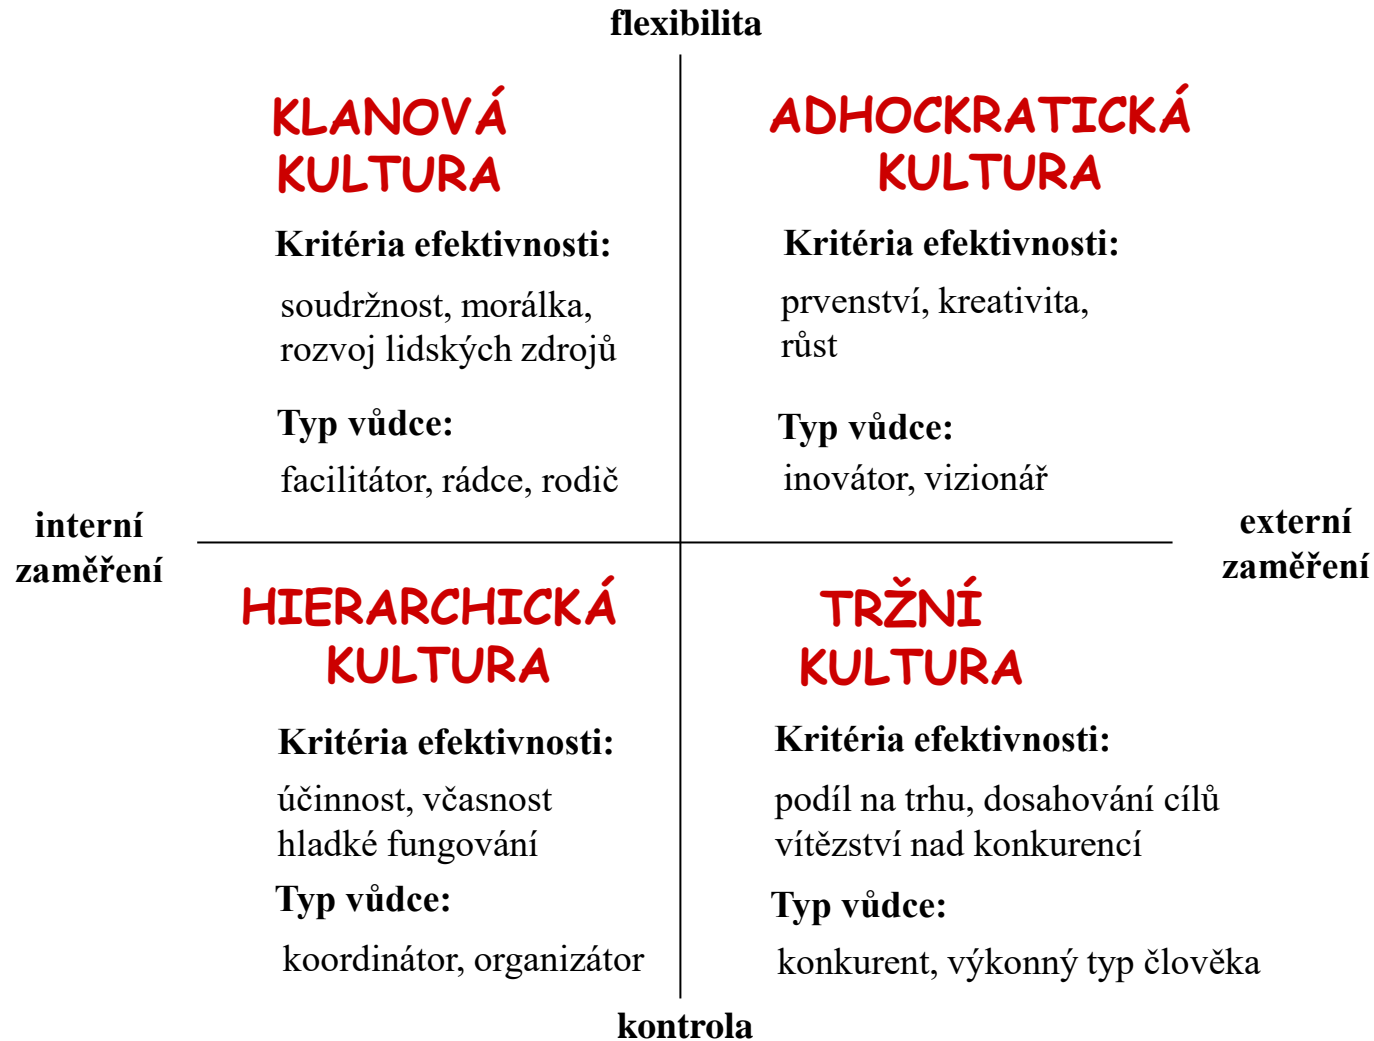 flexibilita
KLANOVÁ
KULTURA
Kritéria efektivnosti:
soudržnost, morálka,
rozvoj lidských zdrojů
Typ vůdce:
facilitátor, rádce, rodič
ADHOCKRATICKÁ
KULTURA
Kritéria efektivnosti:
prvenství, kreativita,
růst
Typ vůdce:
inovátor, vizionář
interní
zaměření
externí
zaměření
HIERARCHICKÁ
KULTURA
Kritéria efektivnosti:
účinnost, včasnost
hladké fungování
Typ vůdce:
koordinátor, organizátor
TRŽNÍ
KULTURA
Kritéria efektivnosti:
podíl na trhu, dosahování cílů
vítězství nad konkurencí
Typ vůdce:
konkurent, výkonný typ člověka
kontrola